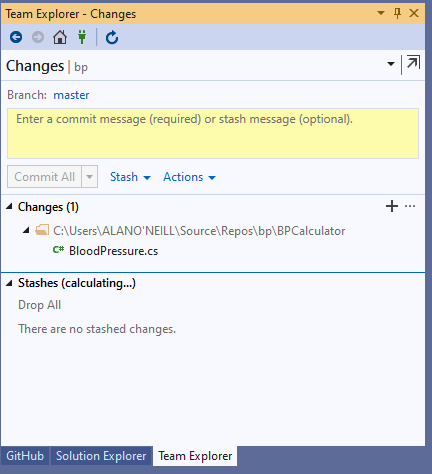 Team Explorer - Changes
Changes | bp
Branch: master
Enter a commit message (required) or stash message (optional).
Commit All Stash Actions
Changes (1)
C:\Users\ALANO'NEILL\Source\Repos\bp\BPCalculator
C# BloodPressure.cs
Stashes (calculating...)
Drop All
There are no stashed changes.
GitHub Solution Explorer Team Explorer